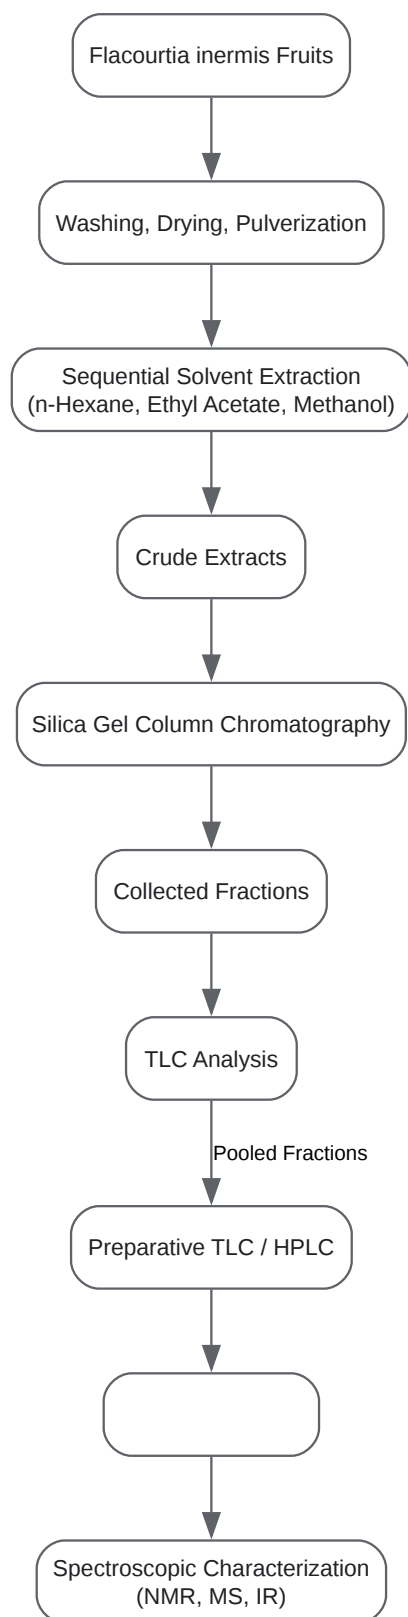 Flacourtia inermis Fruits
Washing, Drying, Pulverization
Sequential Solvent Extraction
(n-Hexane, Ethyl Acetate, Methanol)
Crude Extracts
Silica Gel Column Chromatography
Collected Fractions
TLC Analysis
Pooled Fractions
Preparative TLC / HPLC
Spectroscopic Characterization
(NMR, MS, IR)